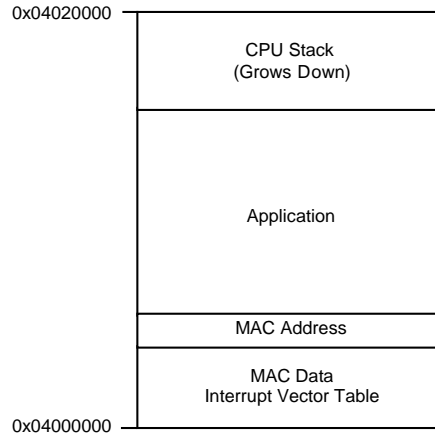 0x04020000
CPU Stack
(Grows Down)
Application
MAC Address
MAC Data
Interrupt Vector Table
0x04000000